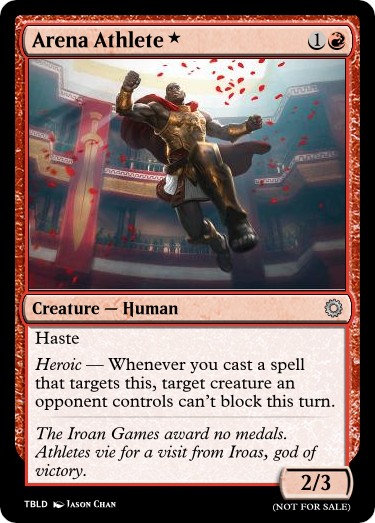 Arena Athlete ★ 1
Creature — Human
Haste
Heroic — Whenever you cast a spell
that targets this, target creature an
opponent controls can't block this turn.
The Iroan Games award no medals.
Athletes vie for a visit from Iroas, god of
victory.
2/3
TBLD Jason Chan (NOT FOR SALE)